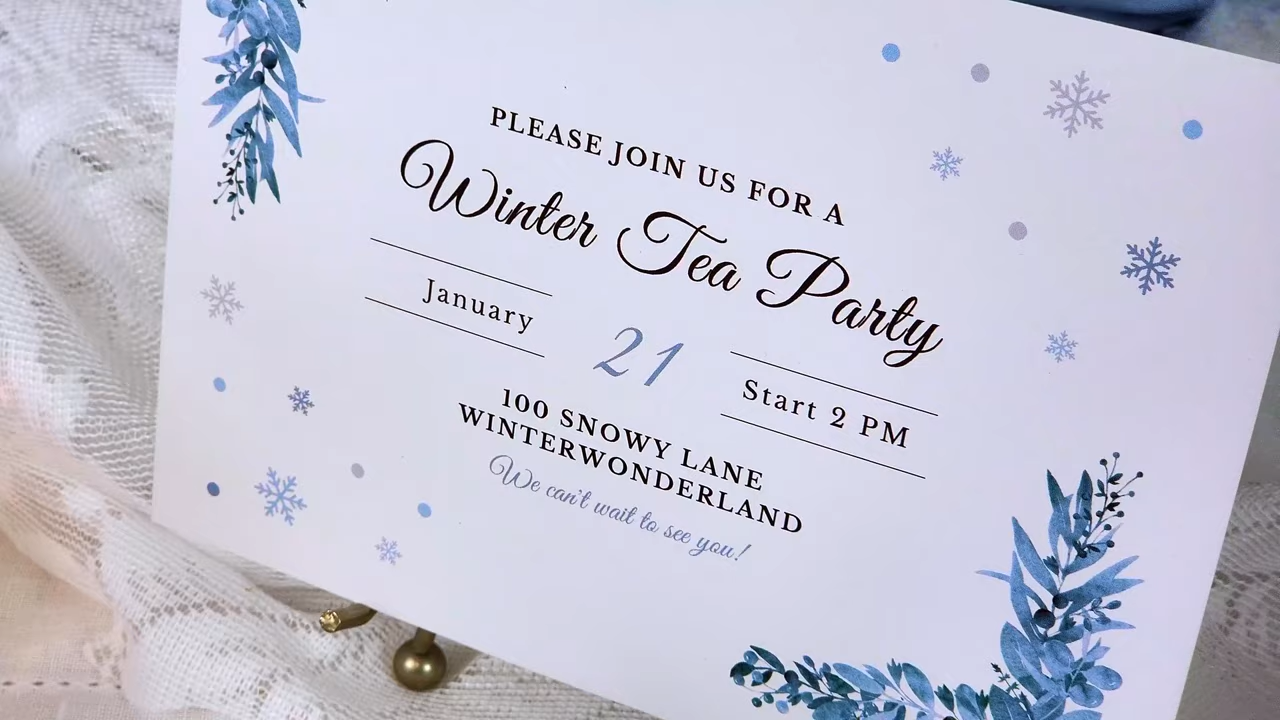 PLEASE JOIN US FOR A
Winter Tea Party
January
21
Start 2 PM
100 SNOWY LANE
WINTERWONDERLAND
We can't wait to see you!